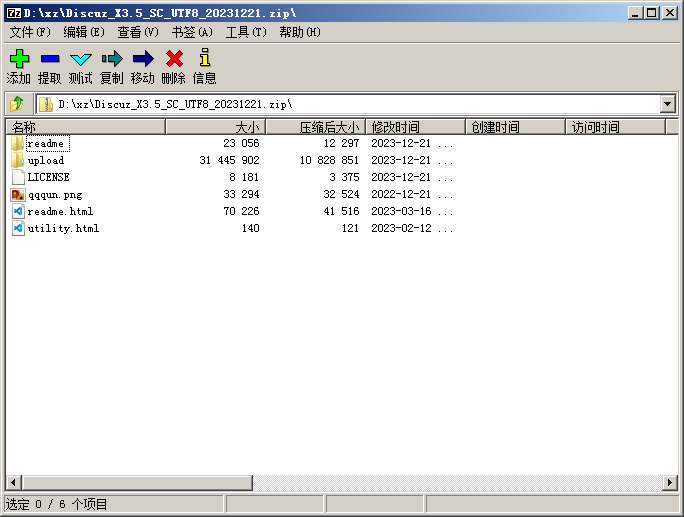 D:\xz\Discuz_X3.5_SC_UTF8_20231221.zip\
文件(F) 编辑(E) 查看(V) 书签(A) 工具(T) 帮助(H)
添加 提取 测试 复制 移动 删除 信息
D:\xz\Discuz_X3.5_SC_UTF8_20231221.zip\
名称 大小 压缩后大小 修改时间 创建时间 访问时间
readme 23 056 12 297 2023-12-21 ...
upload 31 445 902 10 828 851 2023-12-21 ...
LICENSE 8 181 3 375 2023-12-21 ...
qqqun.png 33 294 32 524 2022-12-21 ...
readme.html 70 226 41 516 2023-03-16 ...
utility.html 140 121 2023-02-12 ...
选定 0 / 6 个项目